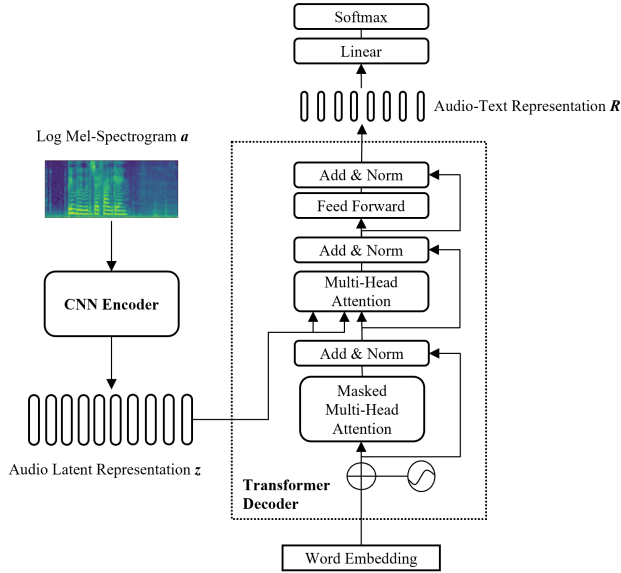 Softmax
Linear
Audio-Text Representation R
Log Mel-Spectrogram a
Add & Norm
Feed Forward
Add & Norm
Multi-Head
Attention
CNN Encoder
Add & Norm
Masked
Multi-Head
Attention
Audio Latent Representation z
Transformer
Decoder
Word Embedding